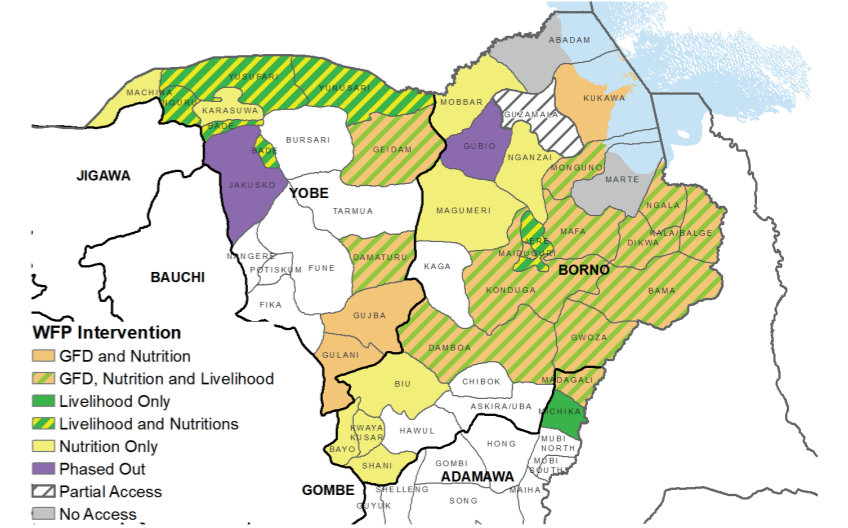 ABADAM
YUSUFARI
YUNUSARI
MACHINA
NGURU
KARASUWA
BADE
MOBBAR
KUKAWA
GUZAMALA
BURSARI
GEIDAM
GUBIO
NGANZAI
BADE
MONGUNO
MARTE
JIGAWA
JAKUSKO
YOBE
TARMUA
MAGUMERI
NGALA
MAFA
JERE
DIKWA
KALA/BALGE
MAIDUGURI
NANGERE
POTISKUM
FUNE
DAMATURU
KAGA
BORNO
BAUCHI
KONDUGA
BAMA
FIKA
GUJBA
WFP Intervention
GFD and Nutrition
GFD, Nutrition and Livelihood
Livelihood Only
Livelihood and Nutritions
Nutrition Only
Phased Out
Partial Access
No Access
GULANI
DAMBOA
GWOZA
BIU
CHIBOK
MADAGALI
ASKIRA/UBA
MICHIKA
KWAYA
KUSAR
HAWUL
BAYO
HONG
MUBI
NORTH
SHANI
GOMBI
MUBI
SOUTH
ADAMAWA
GOMBE
SHELLENG
SONG
MAIHA
GUYUK